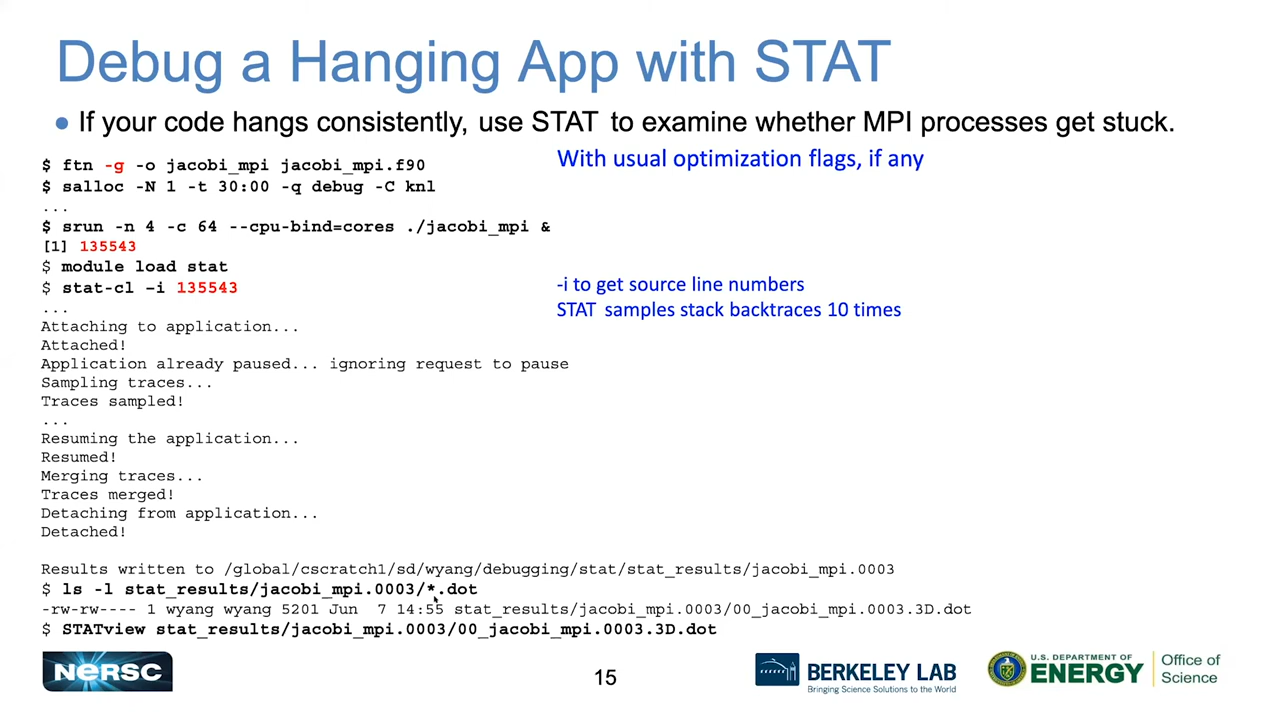 Debug a Hanging App with STAT
● If your code hangs consistently, use STAT to examine whether MPI processes get stuck.
$ ftn -g -o jacobi_mpi jacobi_mpi.f90
With usual optimization flags, if any
$ salloc -N 1 -t 30:00 -q debug -C knl
...
$ srun -n 4 -c 64 --cpu-bind=cores ./jacobi_mpi &
[1] 135543
$ module load stat
$ stat-cl –i 135543
-i to get source line numbers
STAT samples stack backtraces 10 times
...
Attaching to application...
Attached!
Application already paused... ignoring request to pause
Sampling traces...
Traces sampled!
...
Resuming the application...
Resumed!
Merging traces...
Traces merged!
Detaching from application...
Detached!
Results written to /global/cscratch1/sd/wyang/debugging/stat/stat_results/jacobi_mpi.0003
$ ls -l stat_results/jacobi_mpi.0003/*.dot
-rw-rw---- 1 wyang wyang 5201 Jun  7 14:55 stat_results/jacobi_mpi.0003/00_jacobi_mpi.0003.3D.dot
$ STATview stat_results/jacobi_mpi.0003/00_jacobi_mpi.0003.3D.dot
NERSC
15
BERKELEY LAB
Bringing Science Solutions to the World
U.S. DEPARTMENT OF
ENERGY
Office of
Science